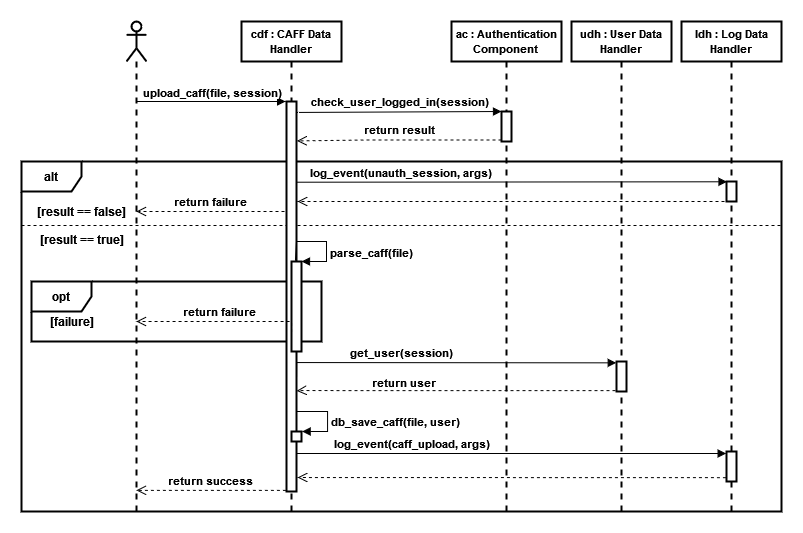 cdf : CAFF Data
Handler
ac : Authentication
Component
udh : User Data
Handler
ldh : Log Data
Handler
upload_caff(file, session)
check_user_logged_in(session)
return result
alt
log_event(unauth_session, args)
return failure
[result == false]
[result == true]
parse_caff(file)
opt
return failure
[failure]
get_user(session)
return user
db_save_caff(file, user)
log_event(caff_upload, args)
return success